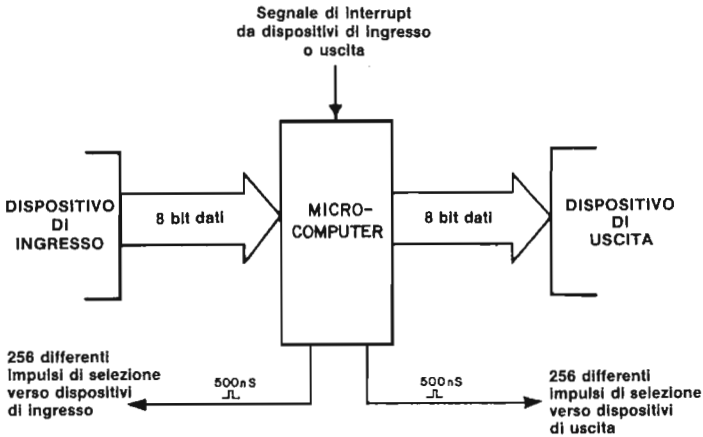 Segnale di interrupt
da dispositivi di ingresso
o uscita
DISPOSITIVO
DI
INGRESSO
8 bit dati
MICRO-
COMPUTER
8 bit dati
DISPOSITIVO
DI
USCITA
256 differenti
impulsi di selezione
verso dispositivi
di ingresso
500nS
500nS
256 differenti
impulsi di selezione
verso dispositivi
di uscita